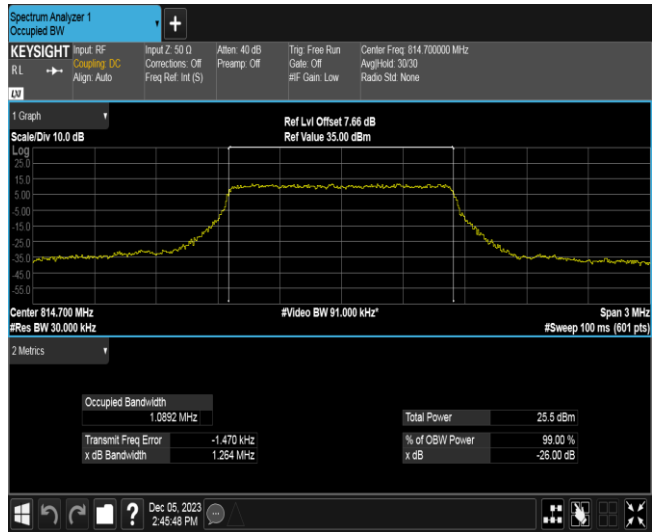 Spectrum Analyzer 1
Occupied BW
+
KEYSIGHT
RL
Input: RF
Coupling: DC
Align: Auto
Input Z: 50 Ω
Corrections: Off
Freq Ref: Int (S)
Atten: 40 dB
Preamp: Off
Trig: Free Run
Gate: Off
#IF Gain: Low
Center Freq: 814.700000 MHz
Avg|Hold: 30/30
Radio Std: None
LXI
1 Graph
Scale/Div 10.0 dB
Ref Lvl Offset 7.66 dB
Ref Value 35.00 dBm
Log
25.0
15.0
5.00
-5.00
-15.0
-25.0
-35.0
-45.0
-55.0
Center 814.700 MHz
#Res BW 30.000 kHz
#Video BW 91.000 kHz*
Span 3 MHz
#Sweep 100 ms (601 pts)
2 Metrics
Occupied Bandwidth
1.0892 MHz
Transmit Freq Error -1.470 kHz
x dB Bandwidth 1.264 MHz
Total Power 25.5 dBm
% of OBW Power 99.00 %
x dB -26.00 dB
?
Dec 05, 2023
2:45:48 PM